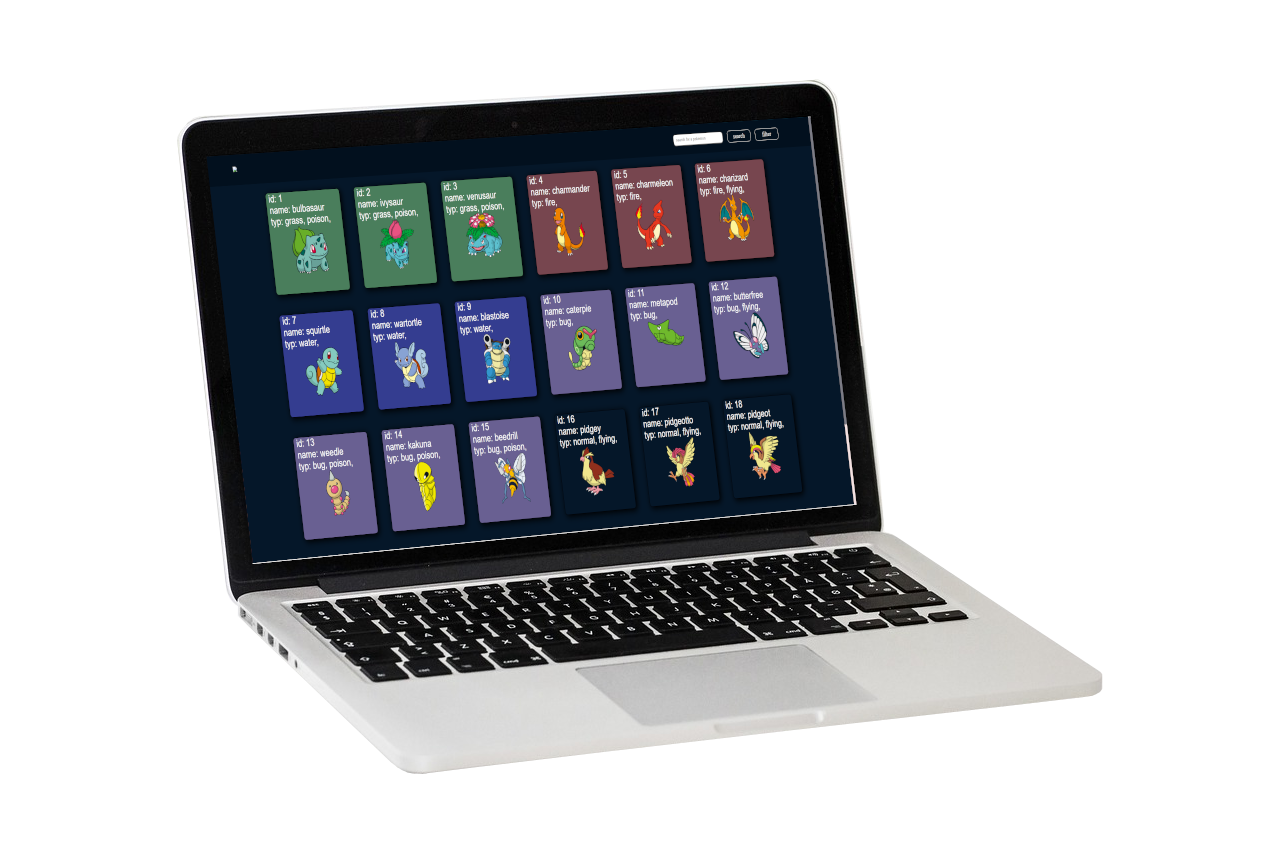 search for a pokemon
search
filter
id: 1
name: bulbasaur
typ: grass, poison,
id: 2
name: ivysaur
typ: grass, poison,
id: 3
name: venusaur
typ: grass, poison,
id: 4
name: charmander
typ: fire,
id: 5
name: charmeleon
typ: fire,
id: 6
name: charizard
typ: fire, flying,
id: 7
name: squirtle
typ: water,
id: 8
name: wartortle
typ: water,
id: 9
name: blastoise
typ: water,
id: 10
name: caterpie
typ: bug,
id: 11
name: metapod
typ: bug,
id: 12
name: butterfree
typ: bug, flying,
id: 13
name: weedle
typ: bug, poison,
id: 14
name: kakuna
typ: bug, poison,
id: 15
name: beedrill
typ: bug, poison,
id: 16
name: pidgey
typ: normal, flying,
id: 17
name: pidgeotto
typ: normal, flying,
id: 18
name: pidgeot
typ: normal, flying,
Q W E R T Y U I O P
A S D F G H J K L
Z X C V B N M
cmd
cmd